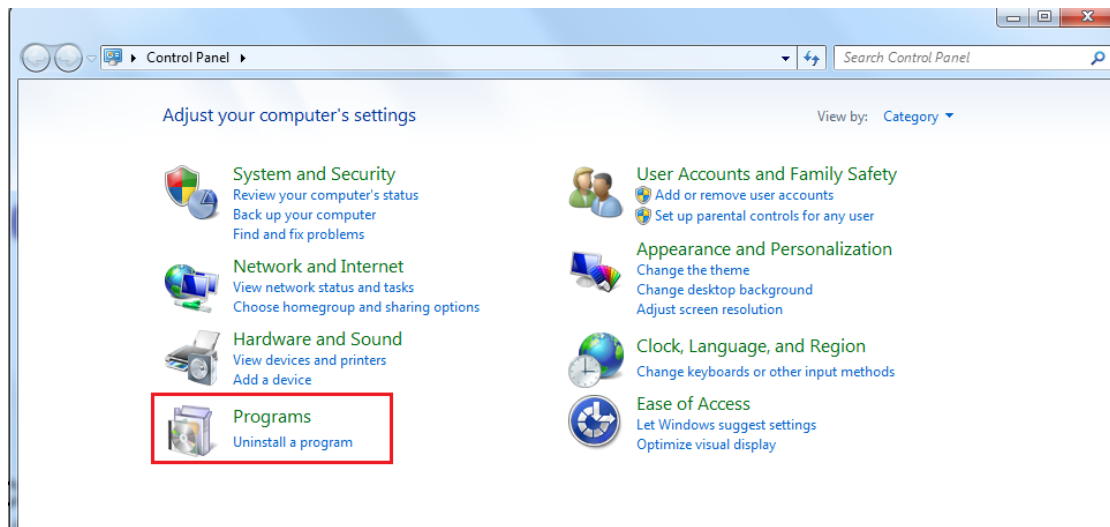 Control Panel
Search Control Panel
Adjust your computer's settings
View by: Category
System and Security
Review your computer's status
Back up your computer
Find and fix problems
Network and Internet
View network status and tasks
Choose homegroup and sharing options
Hardware and Sound
View devices and printers
Add a device
Programs
Uninstall a program
User Accounts and Family Safety
Add or remove user accounts
Set up parental controls for any user
Appearance and Personalization
Change the theme
Change desktop background
Adjust screen resolution
Clock, Language, and Region
Change keyboards or other input methods
Ease of Access
Let Windows suggest settings
Optimize visual display